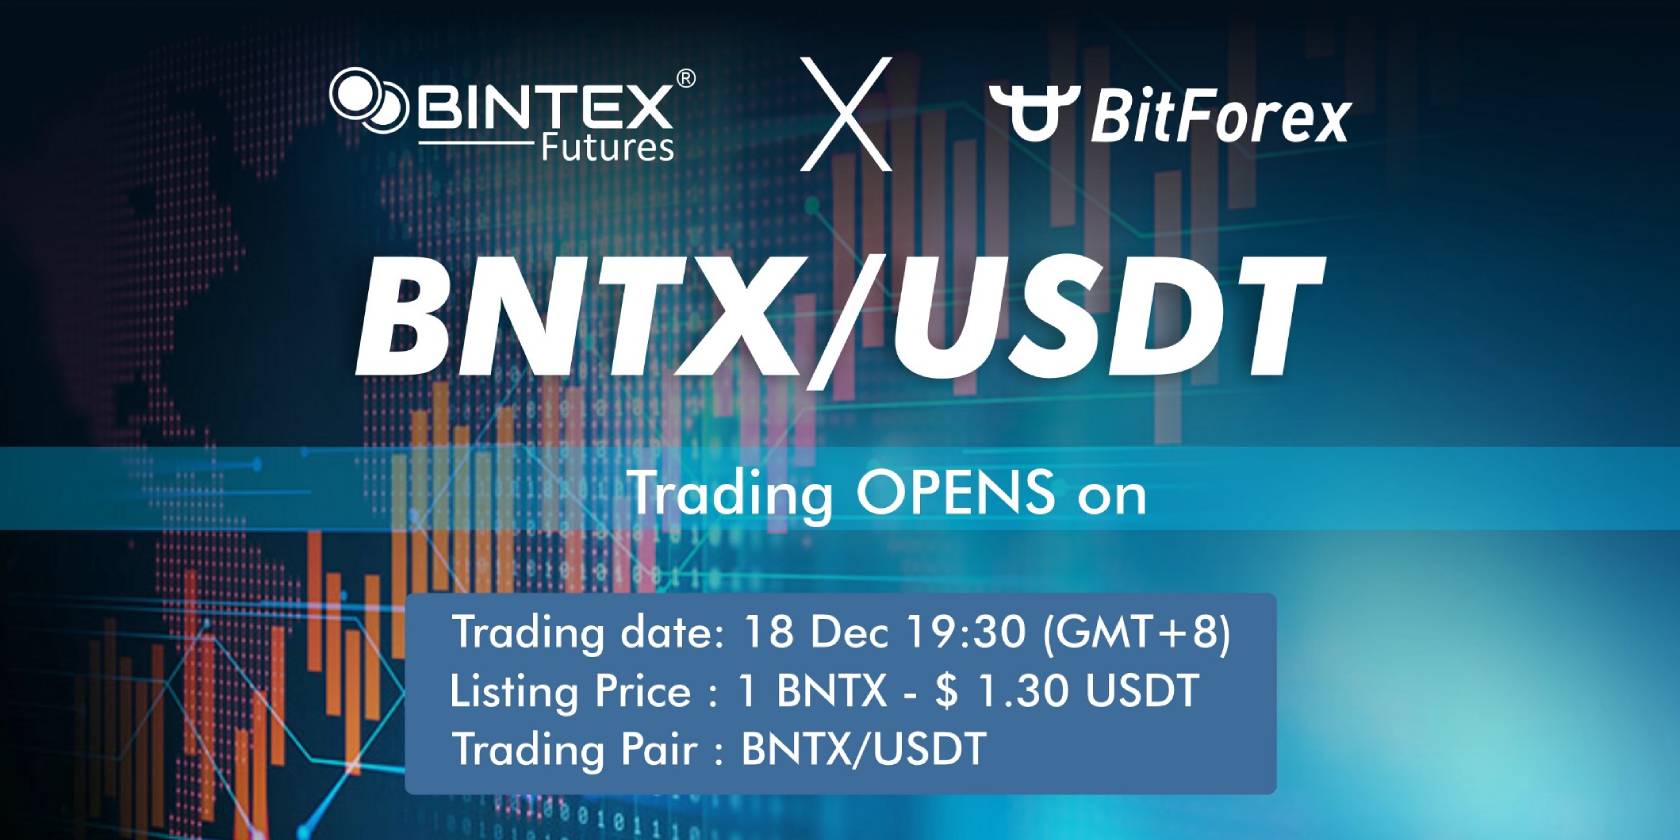 BINTEX® X BitForex
Futures
BNTX/USDT
Trading OPENS on
Trading date: 18 Dec 19:30 (GMT+8)
Listing Price : 1 BNTX - $ 1.30 USDT
Trading Pair : BNTX/USDT